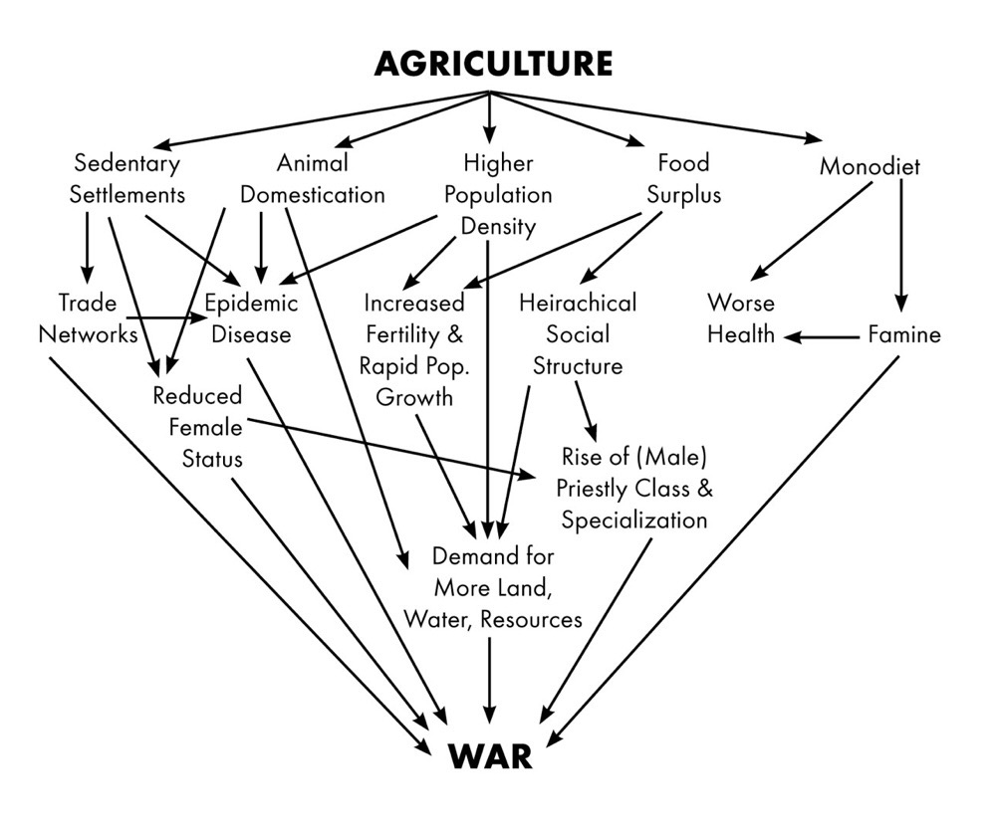 AGRICULTURE
Sedentary
Settlements
Animal
Domestication
Higher
Population
Density
Food
Surplus
Monodiet
Trade
Networks
Epidemic
Disease
Increased
Fertility &
Rapid Pop.
Growth
Heirachical
Social
Structure
Worse
Health
Famine
Reduced
Female
Status
Rise of (Male)
Priestly Class &
Specialization
Demand for
More Land,
Water, Resources
WAR